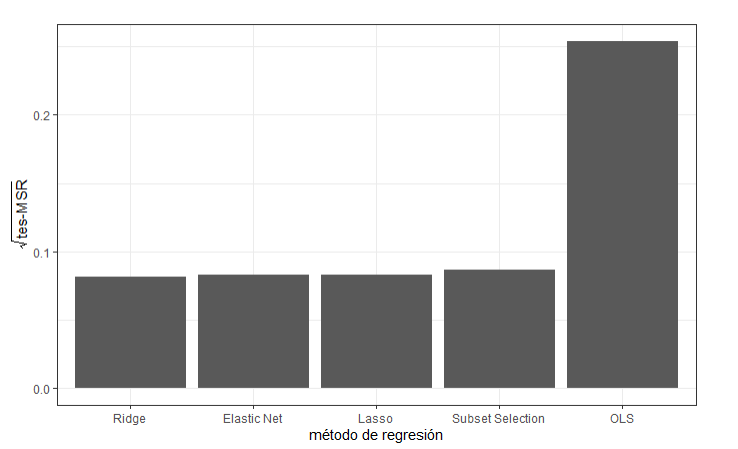 0.2
0.1
0.0
√tes-MSR
Ridge Elastic Net Lasso Subset Selection OLS
método de regresión